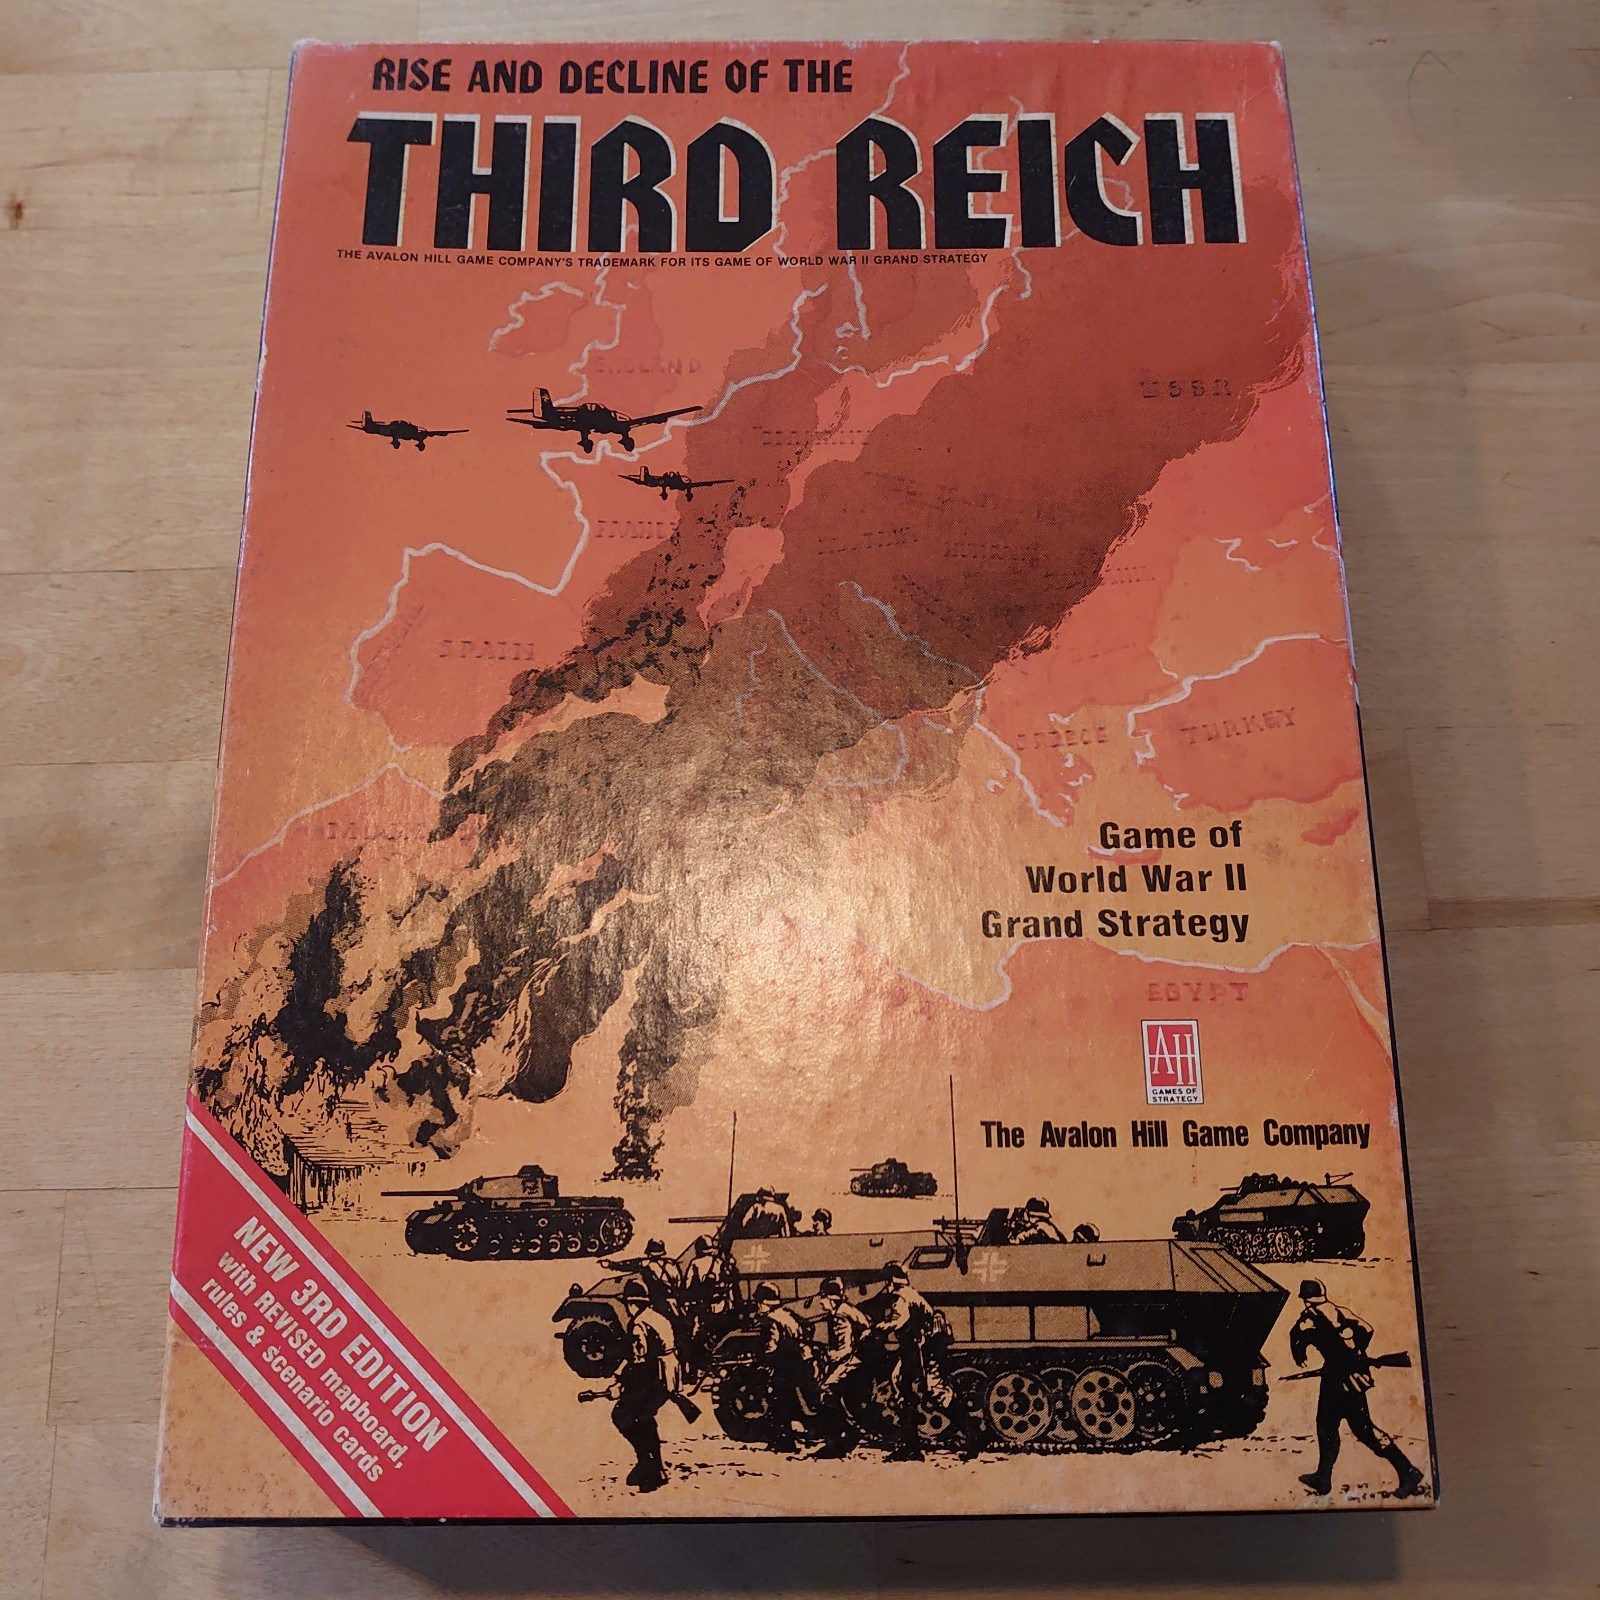 RISE AND DECLINE OF THE
THIRD REICH
THE AVALON HILL GAME COMPANY'S TRADEMARK FOR ITS GAME OF WORLD WAR II GRAND STRATEGY
ENGLAND
USSR
SPAIN
GREECE
TURKEY
Game of
World War II
Grand Strategy
EGYPT
AH
GAMES OF
STRATEGY
The Avalon Hill Game Company
NEW 3RD EDITION
with REVISED mapboard,
rules & scenario cards